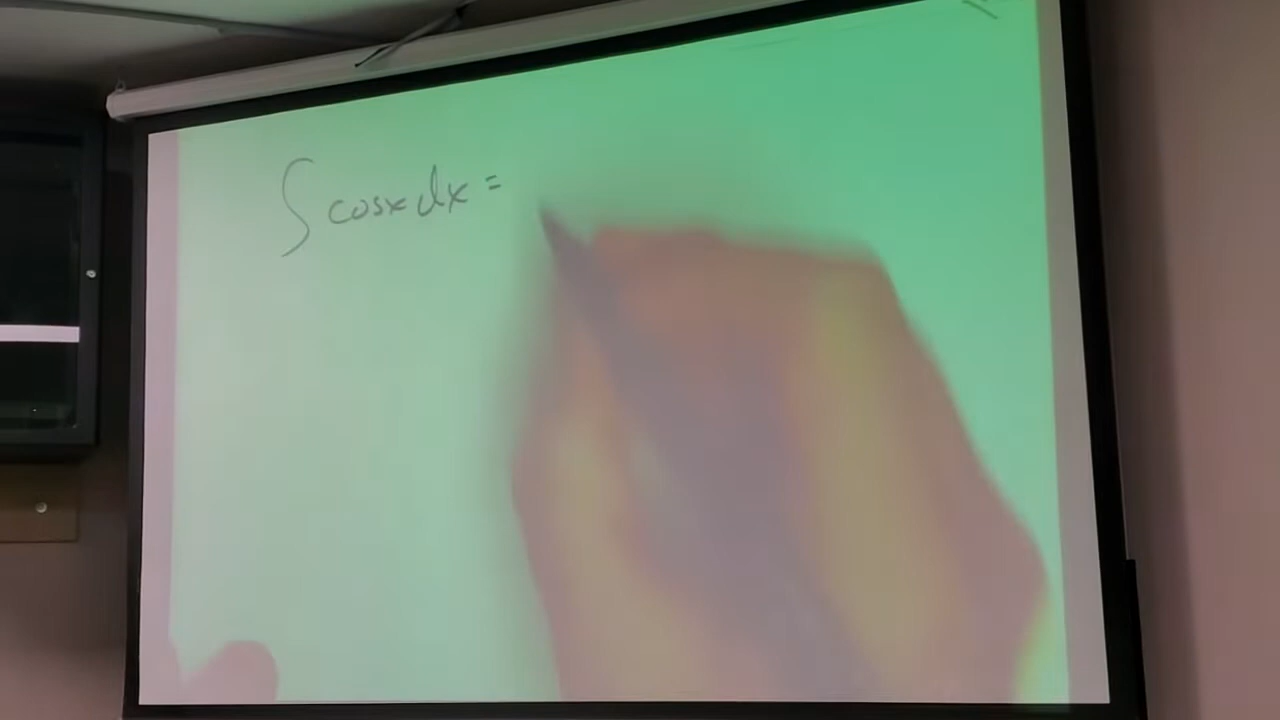 ∫ cosx dx =